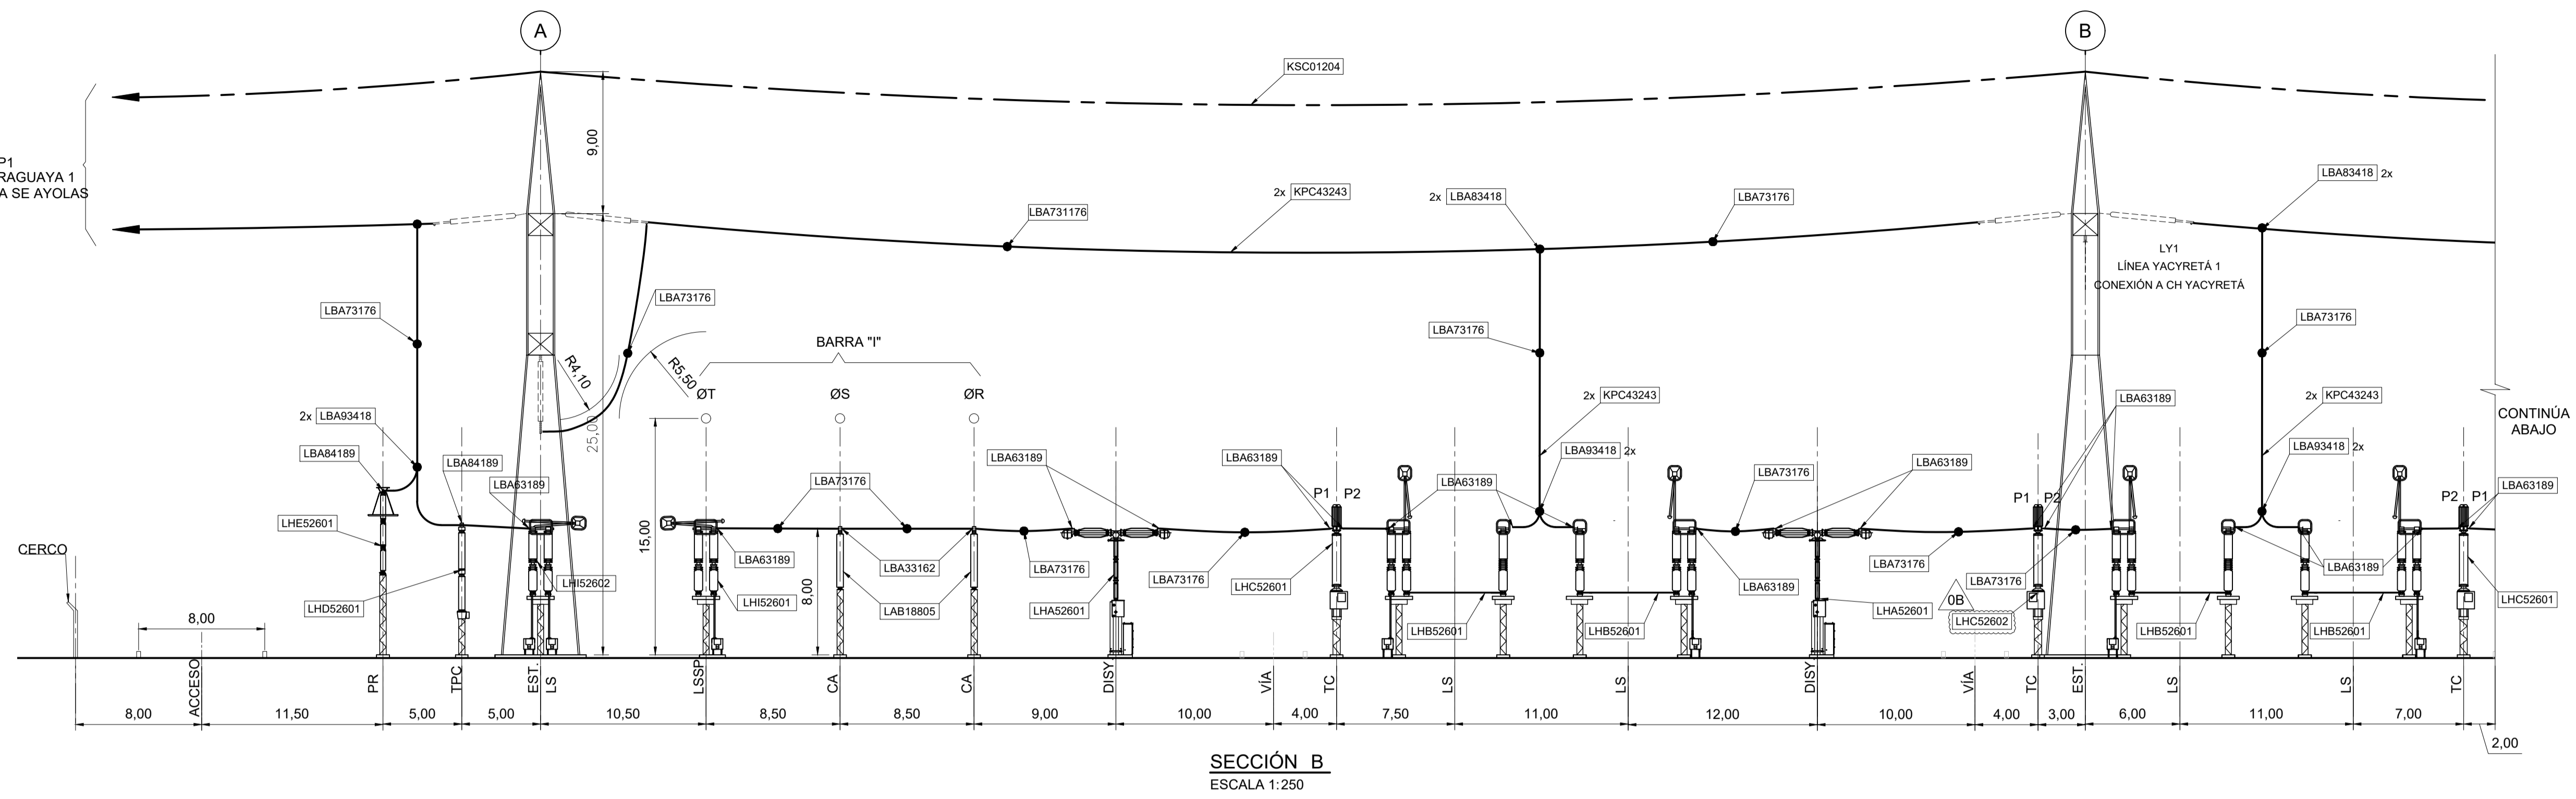 A
B
KSC01204
P1
RAGUAYA 1
A SE AYOLAS
9,00
LBA731176
2x KPC43243
2x LBA83418
LBA73176
LBA83418 2x
LY1
LÍNEA YACYRETÁ 1
CONEXIÓN A CH YACYRETÁ
LBA73176
LBA73176
R4,10
R5,50
25,00
BARRA "I"
ØT
ØS
ØR
15,00
8,00
LBA73176
2x KPC43243
LBA73176
2x KPC43243
CONTINÚA
ABAJO
2x LBA93418
LBA84189
LBA84189
LBA63189
LBA73176
LBA63189
LBA63189
P1
P2
LBA63189
LBA93418 2x
LBA73176
LBA63189
LBA63189
P1
P2
LBA93418 2x
P2
P1
LBA63189
CERCO
8,00
LHE52601
LHD52601
LHI52602
LBA63189
LHI52601
LBA33162
LAB18805
LBA73176
LHA52601
LBA73176
LHC52601
LHB52601
LHB52601
LBA63189
LHA52601
LBA73176
LBA73176
0B
LHC52602
LHB52601
LHB52601
LBA63189
LHC52601
ACCESO
PR
TPC
EST.
LS
LSSP
CA
CA
DISY.
VÍA
TC
LS
LS
DISY.
VÍA
TC
EST.
LS
LS
TC
8,00
11,50
5,00
5,00
10,50
8,50
8,50
9,00
10,00
4,00
7,50
11,00
12,00
10,00
4,00
3,00
6,00
11,00
7,00
2,00
SECCIÓN B
ESCALA 1:250